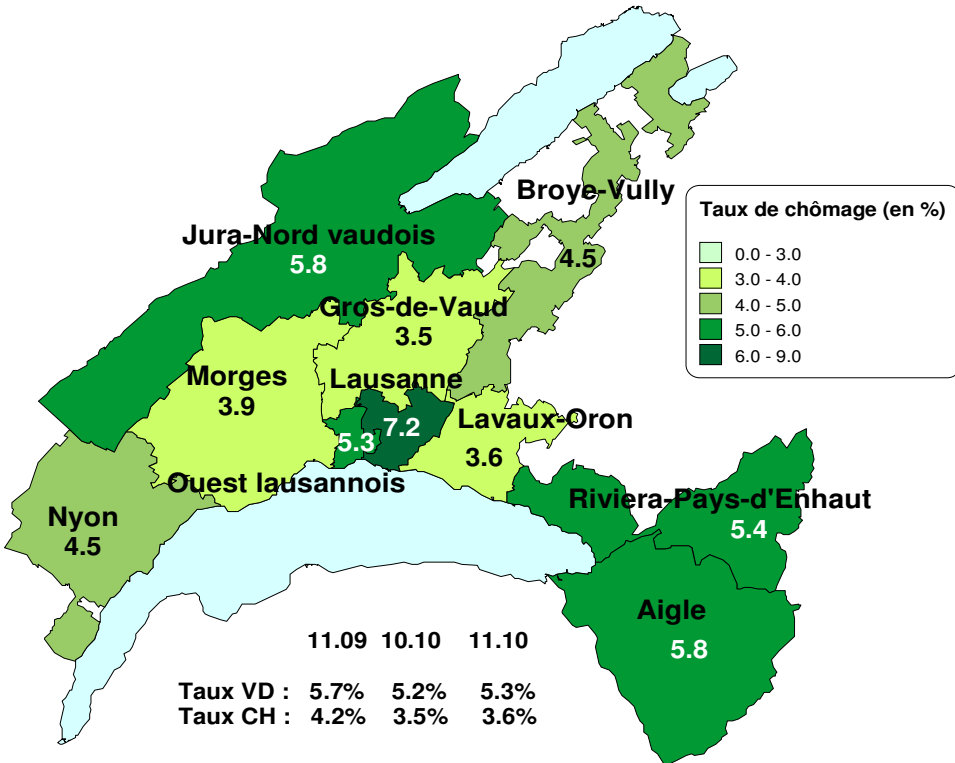 Broye-Vully
4.5
Taux de chômage (en %)
0.0 - 3.0
3.0 - 4.0
4.0 - 5.0
5.0 - 6.0
6.0 - 9.0
Jura-Nord vaudois
5.8
Gros-de-Vaud
3.5
Morges
3.9
Lausanne
7.2
Lavaux-Oron
3.6
5.3
Ouest lausannois
Riviera-Pays-d'Enhaut
5.4
Nyon
4.5
Aigle
5.8
11.09 10.10 11.10
Taux VD : 5.7% 5.2% 5.3%
Taux CH : 4.2% 3.5% 3.6%